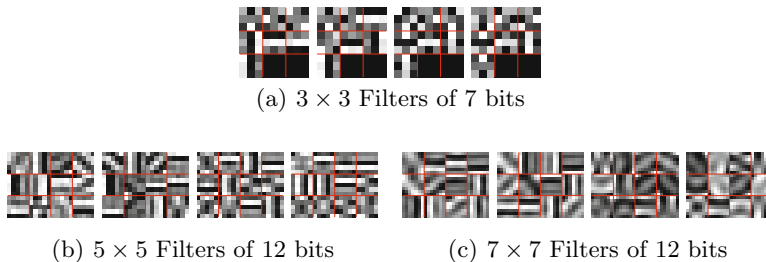 (a) 3 × 3 Filters of 7 bits
(b) 5 × 5 Filters of 12 bits
(c) 7 × 7 Filters of 12 bits